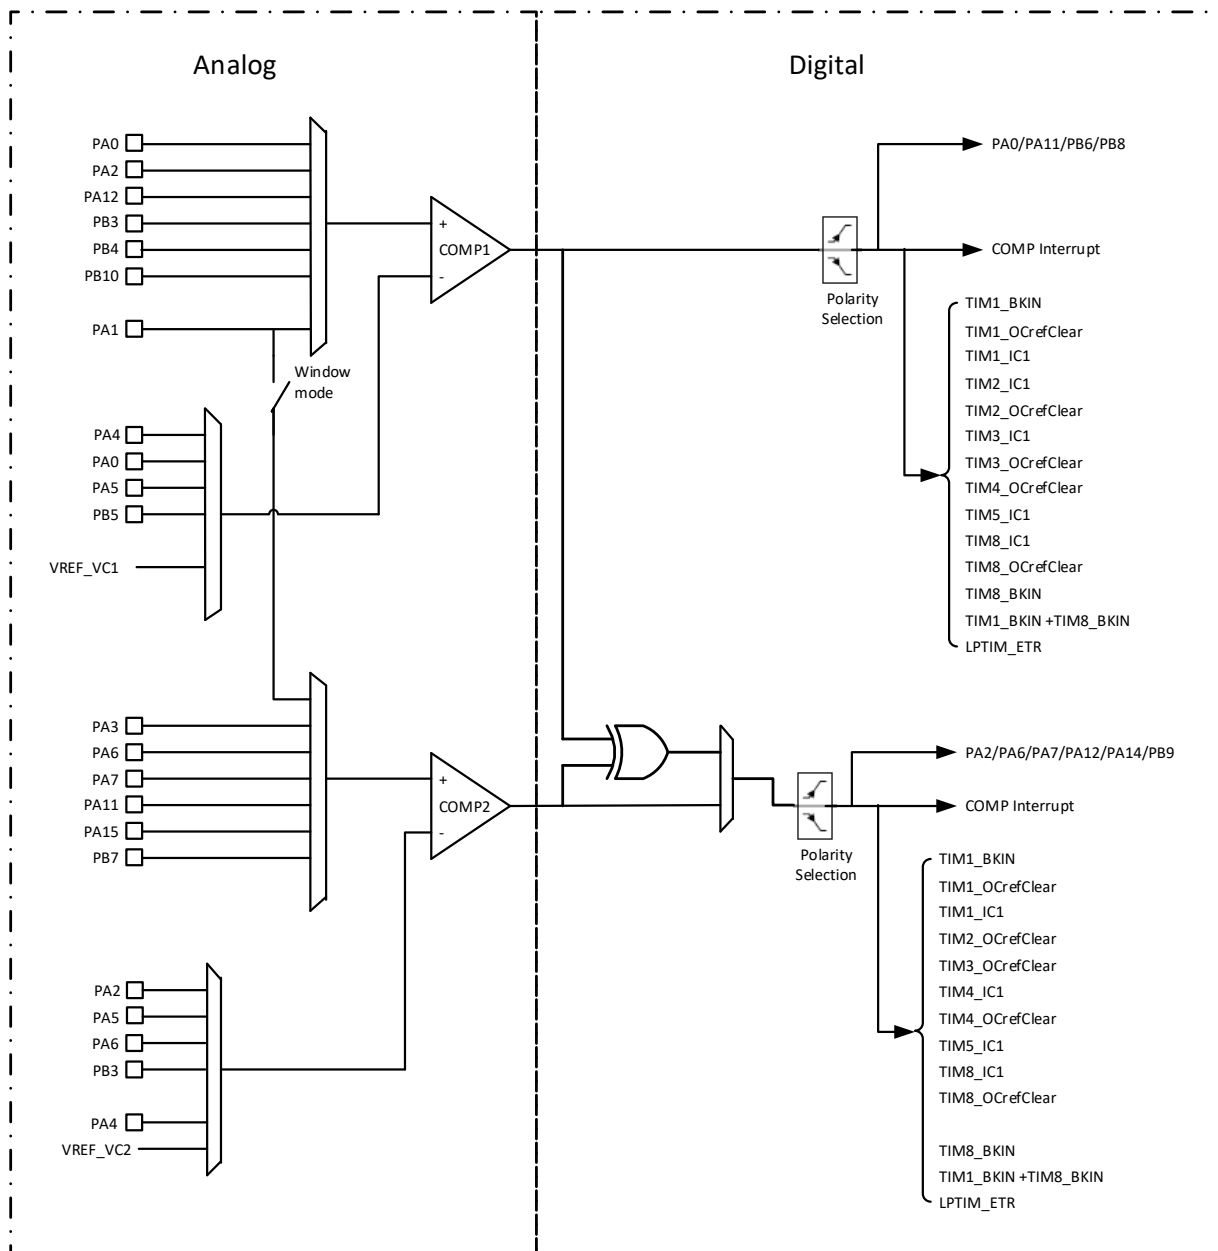 Analog
Digital
PA0
PA2
PA12
PB3
PB4
PB10
PA1
+
COMP1
-
Window
mode
PA4
PA0
PA5
PB5
VREF_VC1
Polarity
Selection
PA0/PA11/PB6/PB8
COMP Interrupt
TIM1_BKIN
TIM1_OCrefClear
TIM1_IC1
TIM2_IC1
TIM2_OCrefClear
TIM3_IC1
TIM3_OCrefClear
TIM4_OCrefClear
TIM5_IC1
TIM8_IC1
TIM8_OCrefClear
TIM8_BKIN
TIM1_BKIN +TIM8_BKIN
LPTIM_ETR
PA3
PA6
PA7
PA11
PA15
PB7
+
COMP2
-
PA2
PA5
PA6
PB3
PA4
VREF_VC2
Polarity
Selection
PA2/PA6/PA7/PA12/PA14/PB9
COMP Interrupt
TIM1_BKIN
TIM1_OCrefClear
TIM1_IC1
TIM2_OCrefClear
TIM3_OCrefClear
TIM4_IC1
TIM4_OCrefClear
TIM5_IC1
TIM8_IC1
TIM8_OCrefClear
TIM8_BKIN
TIM1_BKIN +TIM8_BKIN
LPTIM_ETR